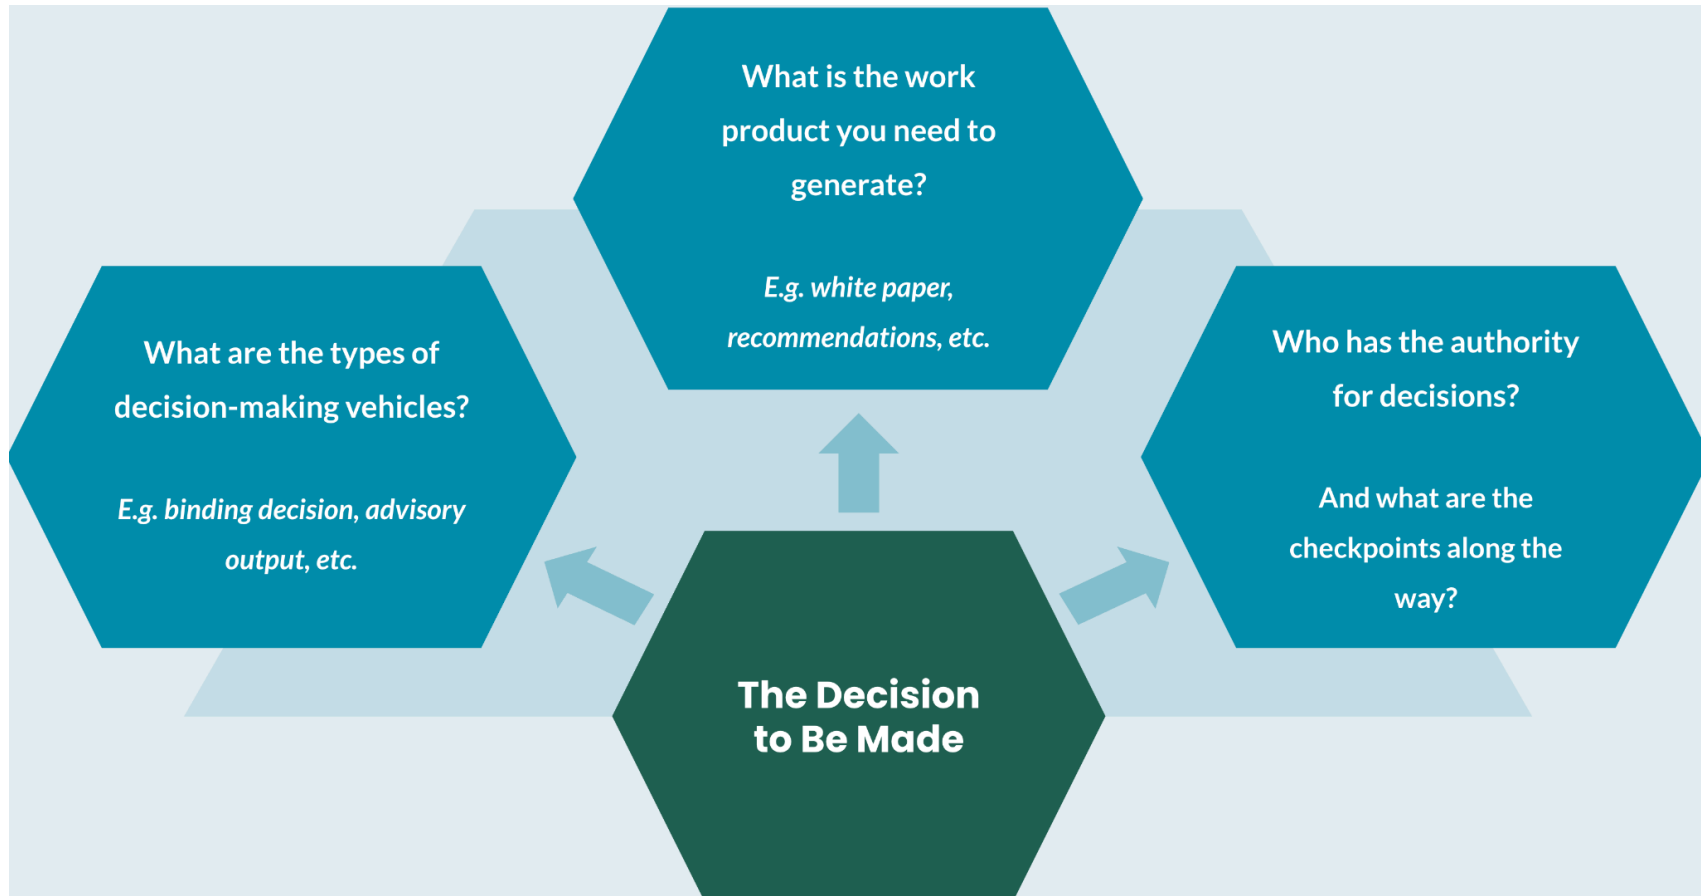 What is the work
product you need to
generate?
E.g. white paper,
recommendations, etc.
What are the types of
decision-making vehicles?
E.g. binding decision, advisory
output, etc.
Who has the authority
for decisions?
And what are the
checkpoints along the
way?
The Decision
to Be Made